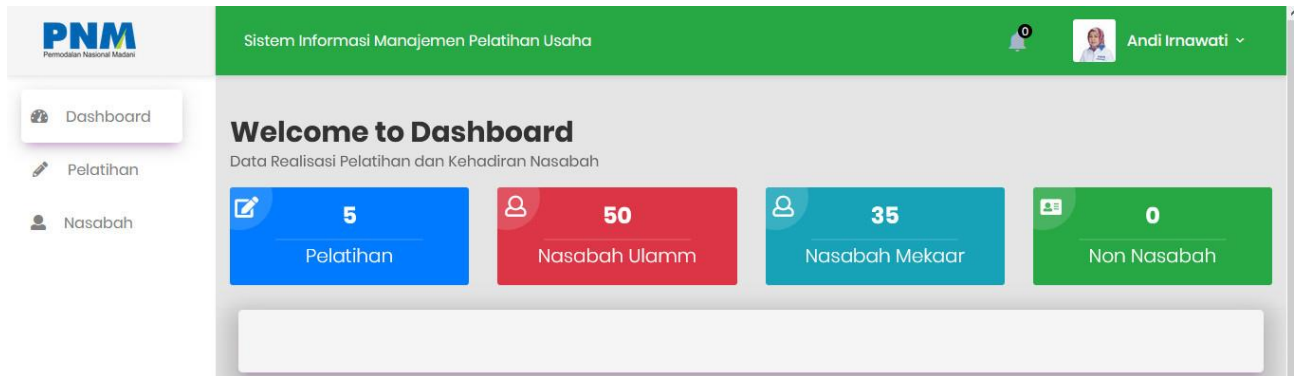 PNM
Permodalan Nasional Madani
Sistem Informasi Manajemen Pelatihan Usaha
0
Andi Irnawati
Dashboard
Pelatihan
Nasabah
Welcome to Dashboard
Data Realisasi Pelatihan dan Kehadiran Nasabah
5
Pelatihan
50
Nasabah Ulamm
35
Nasabah Mekaar
0
Non Nasabah